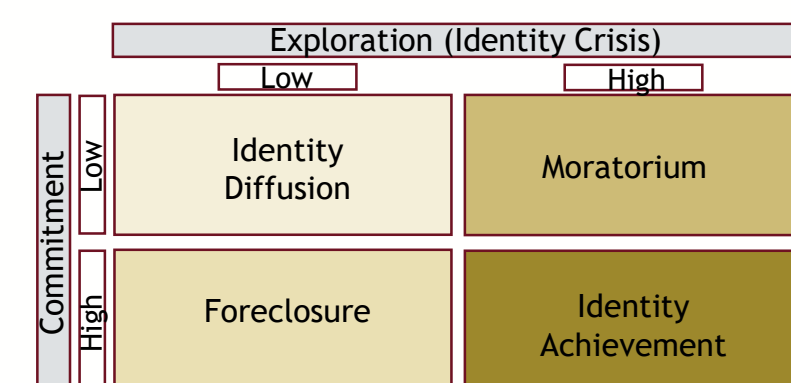 Exploration (Identity Crisis)
Low
High
Commitment
Low
Identity
Diffusion
Moratorium
High
Foreclosure
Identity
Achievement